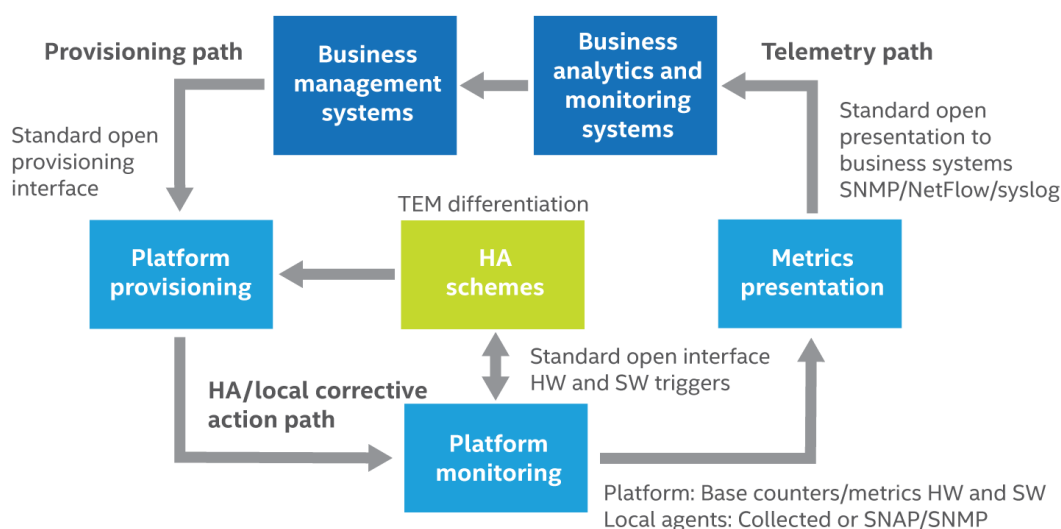 Provisioning path
Business
management
systems
Business
analytics and
monitoring
systems
Telemetry path
Standard open
provisioning
interface
Standard open
presentation to
business systems
SNMP/NetFlow/syslog
TEM differentiation
Platform
provisioning
HA
schemes
Metrics
presentation
Standard open interface
HW and SW triggers
HA/local corrective
action path
Platform
monitoring
Platform: Base counters/metrics HW and SW
Local agents: Collected or SNAP/SNMP